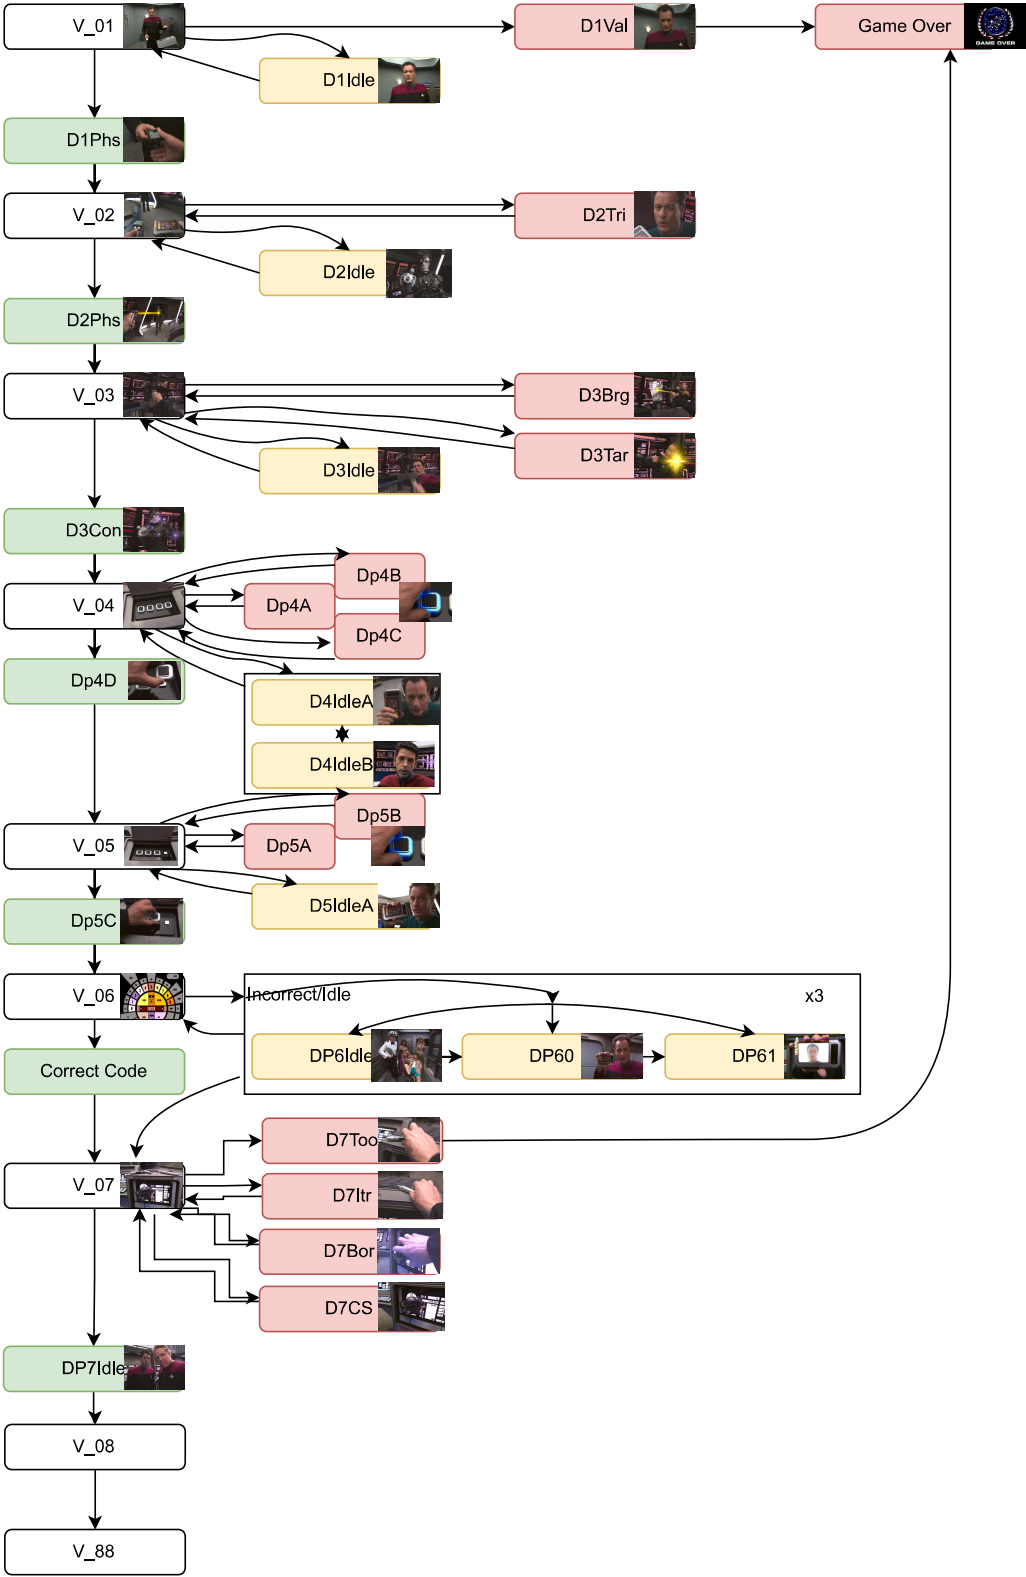 V_01
D1Val
Game Over
GAME OVER
D1Idle
D1Phs
V_02
D2Tri
D2Idle
D2Phs
V_03
D3Brg
D3Tar
D3Idle
D3Con
Dp4B
V_04
Dp4A
Dp4C
Dp4D
D4IdleA
D4IdleB
Dp5B
V_05
Dp5A
D5IdleA
Dp5C
V_06
Incorrect/Idle
x3
DP6Idle
DP60
DP61
Correct Code
D7Too
V_07
D7Itr
D7Bor
D7CS
DP7Idle
V_08
V_88